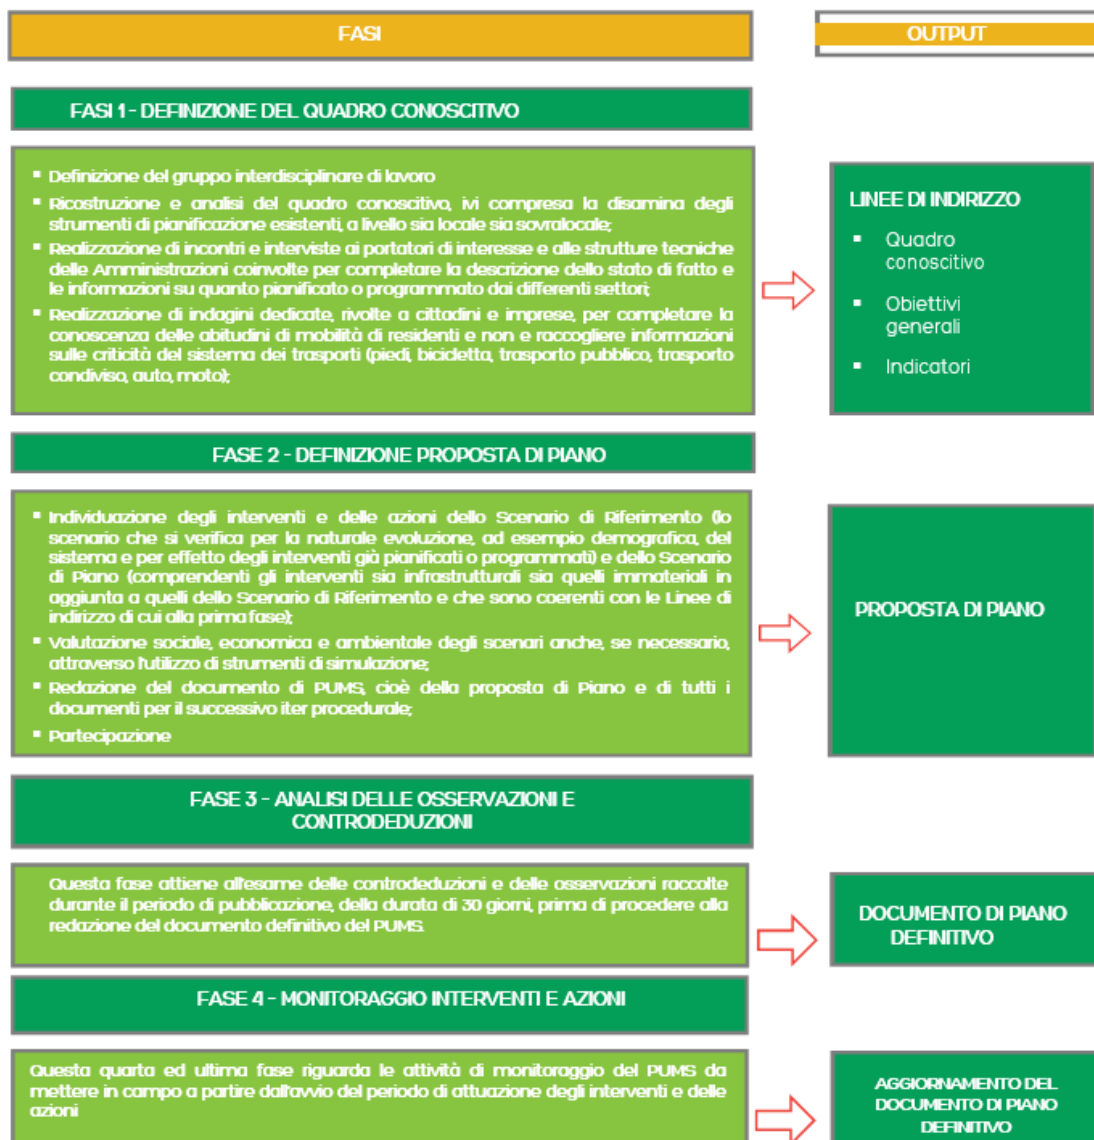 FASI
OUTPUT
FASI 1 - DEFINIZIONE DEL QUADRO CONOSCITIVO
▪ Definizione del gruppo interdisciplinare di lavoro
▪ Ricostruzione e analisi del quadro conoscitivo, ivi compresa la disamina degli
strumenti di pianificazione esistenti, a livello sia locale sia sovralocale;
▪ Realizzazione di incontri e interviste ai portatori di interesse e alle strutture tecniche
delle Amministrazioni coinvolte per completare la descrizione dello stato di fatto e
le informazioni su quanto pianificato o programmato dai differenti settori;
▪ Realizzazione di indagini dedicate, rivolte a cittadini e imprese, per completare la
conoscenza delle abitudini di mobilità di residenti e non e raccogliere informazioni
sulle criticità del sistema dei trasporti (piedi, bicicletta, trasporto pubblico, trasporto
condiviso, auto, moto);
LINEE DI INDIRIZZO
▪ Quadro
conoscitivo
▪ Obiettivi
generali
▪ Indicatori
FASE 2 - DEFINIZIONE PROPOSTA DI PIANO
▪ Individuazione degli interventi e delle azioni dello Scenario di Riferimento (lo
scenario che si verifica per la naturale evoluzione, ad esempio demografica, del
sistema e per effetto degli interventi già pianificati o programmati) e dello Scenario
di Piano (comprendenti gli interventi sia infrastrutturali sia quelli immateriali in
aggiunta a quelli dello Scenario di Riferimento e che sono coerenti con le Linee di
indirizzo di cui alla prima fase);
▪ Valutazione sociale, economica e ambientale degli scenari anche, se necessario,
attraverso l'utilizzo di strumenti di simulazione;
▪ Redazione del documento di PUMS, cioè della proposta di Piano e di tutti i
documenti per il successivo iter procedurale;
▪ Partecipazione
PROPOSTA DI PIANO
FASE 3 - ANALISI DELLE OSSERVAZIONI E
CONTRODEDUZIONI
Questa fase attiene all'esame delle controdeduzioni e delle osservazioni raccolte
durante il periodo di pubblicazione, della durata di 30 giorni, prima di procedere alla
redazione del documento definitivo del PUMS.
DOCUMENTO DI PIANO
DEFINITIVO
FASE 4 - MONITORAGGIO INTERVENTI E AZIONI
Questa quarta ed ultima fase riguarda le attività di monitoraggio del PUMS da
mettere in campo a partire dall'avvio del periodo di attuazione degli interventi e delle
azioni
AGGIORNAMENTO DEL
DOCUMENTO DI PIANO
DEFINITIVO